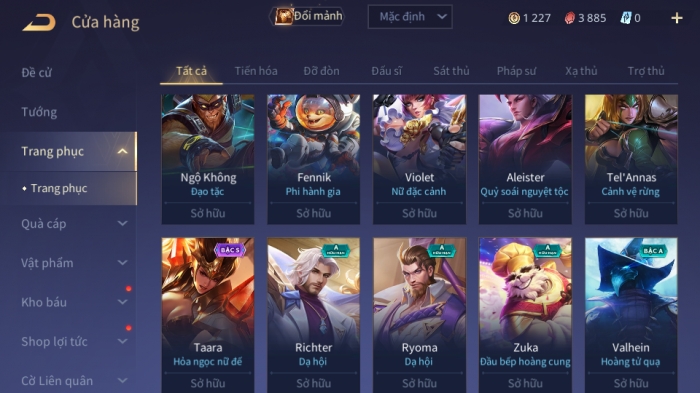 Cửa hàng
Đổi mảnh
Mặc định
1 227
3 885
0
Đề cử
Tướng
Trang phục
Trang phục
Quà cáp
Vật phẩm
Kho báu
Shop lợi tức
Cờ Liên quân
Tất cả
Tiến hóa
Đỡ đòn
Đấu sĩ
Sát thủ
Pháp sư
Xạ thủ
Trợ thủ
Ngộ Không
Đạo tặc
Sở hữu
Fennik
Phi hành gia
Sở hữu
Violet
Nữ đặc cảnh
Sở hữu
Aleister
Quỷ soái nguyệt tộc
Sở hữu
Tel'Annas
Cảnh vệ rừng
Sở hữu
BẬC S
Taara
Hỏa ngọc nữ đế
Sở hữu
A
Richter
Dạ hội
Sở hữu
A
Ryoma
Dạ hội
Sở hữu
A
Zuka
Đầu bếp hoàng cung
Sở hữu
BẬC A
Valhein
Hoàng tử quạ
Sở hữu